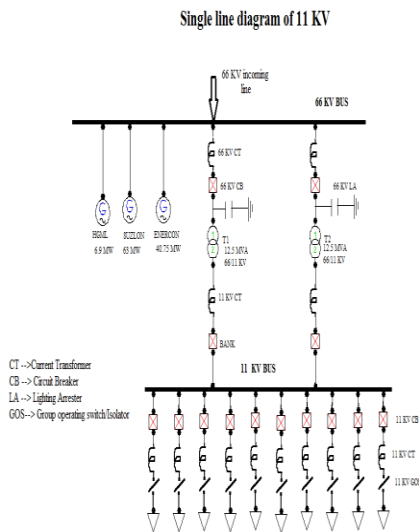 Single line diagram of 11 KV
66 KV incoming
line
66 KV BUS
66 KV CT
66 KV CB
66 KV LA
G
G
G
HGML
6.9 MW
SUZLON
63 MW
ENERCON
40.75 MW
1
2
T1
12.5 MVA
66/11 KV
1
2
T2
12.5 MVA
66/11 KV
11 KV CT
BANK
CT -->Current Transformer
CB --> Circuit Breaker
LA --> Lighting Arrester
GOS--> Group operating switch/Isolator
11 KV BUS
11 KV CB
11 KV CT
11 KV GOS